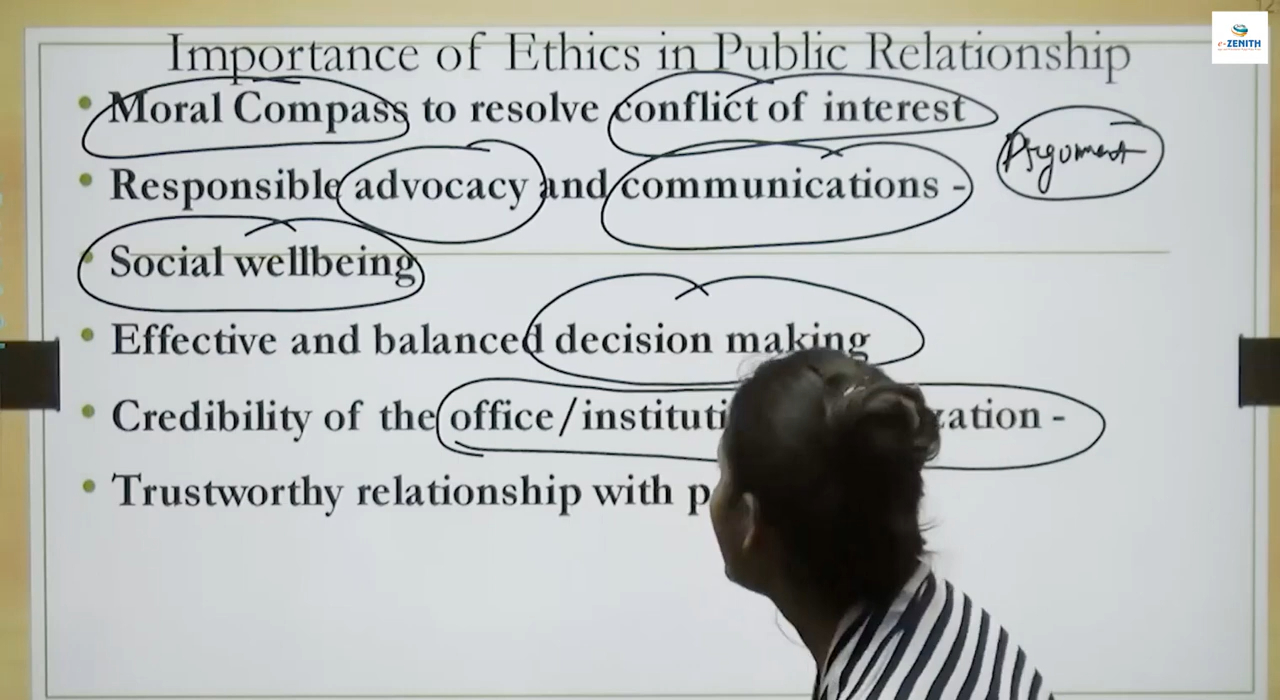 e-ZENITH
Importance of Ethics in Public Relationship
Moral Compass to resolve conflict of interest
Argument
Responsible advocacy and communications -
Social wellbeing
Effective and balanced decision making
Credibility of the office/instituti zation -
Trustworthy relationship with p